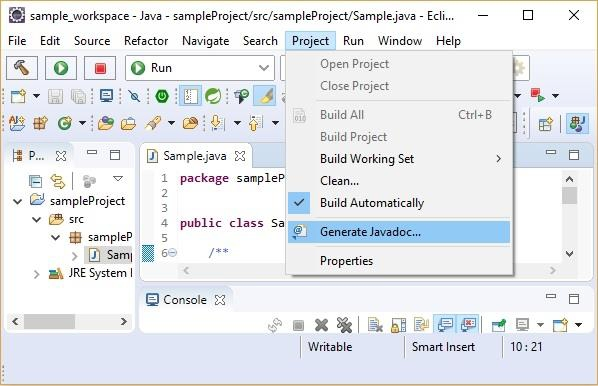 sample_workspace - Java - sampleProject/src/sampleProject/Sample.java - Ecli...
File Edit Source Refactor Navigate Search Project Run Window Help
Run
Open Project
Close Project
Build All Ctrl+B
Build Project
Build Working Set
Clean...
Build Automatically
Generate Javadoc...
Properties
P...
sampleProject
src
sampleP
Sam
JRE System
Sample.java
1 package sampleP
2
3
4 public class Sa
5
6 /**
Console
Writable Smart Insert 10 : 21